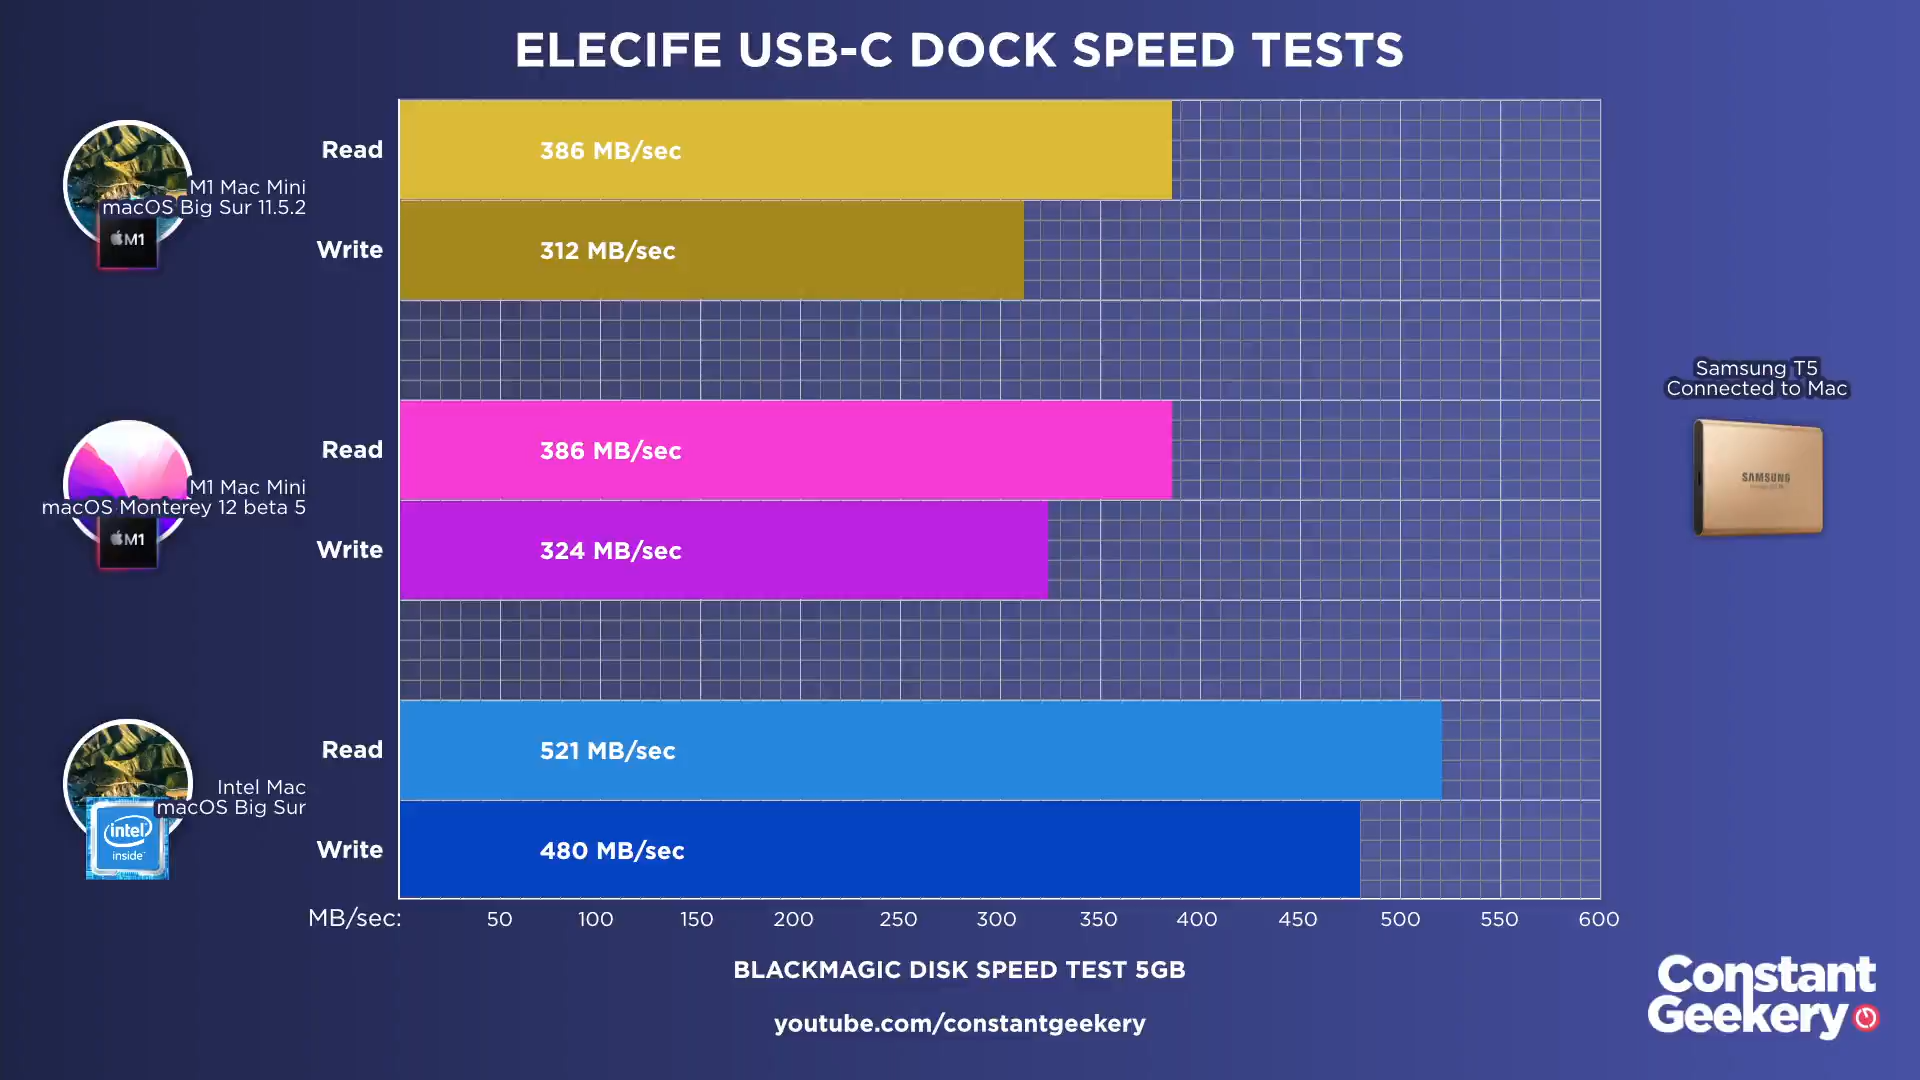 ELECIFE USB-C DOCK SPEED TESTS
M1 Mac Mini
macOS Big Sur 11.5.2
M1
Read
386 MB/sec
Write
312 MB/sec
M1 Mac Mini
macOS Monterey 12 beta 5
M1
Read
386 MB/sec
Write
324 MB/sec
Intel Mac
macOS Big Sur
intel
inside
Read
521 MB/sec
Write
480 MB/sec
MB/sec: 50 100 150 200 250 300 350 400 450 500 550 600
BLACKMAGIC DISK SPEED TEST 5GB
youtube.com/constantgeekery
Samsung T5
Connected to Mac
SAMSUNG
Constant
Geekery